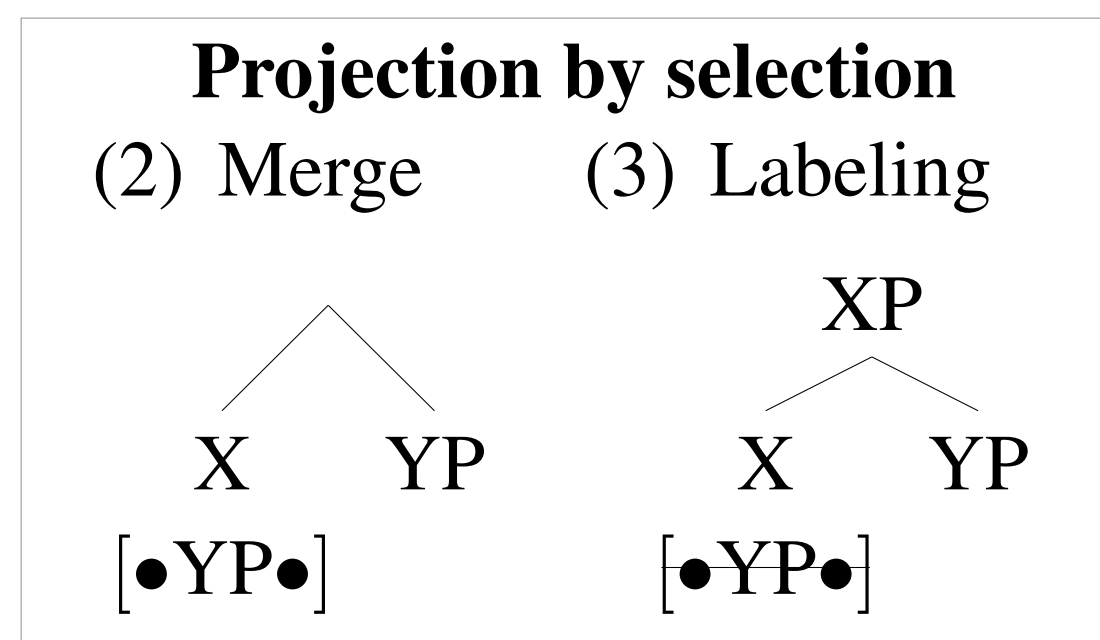 Projection by selection
(2) Merge (3) Labeling
XP
X YP X YP
[●YP●] [●YP●]